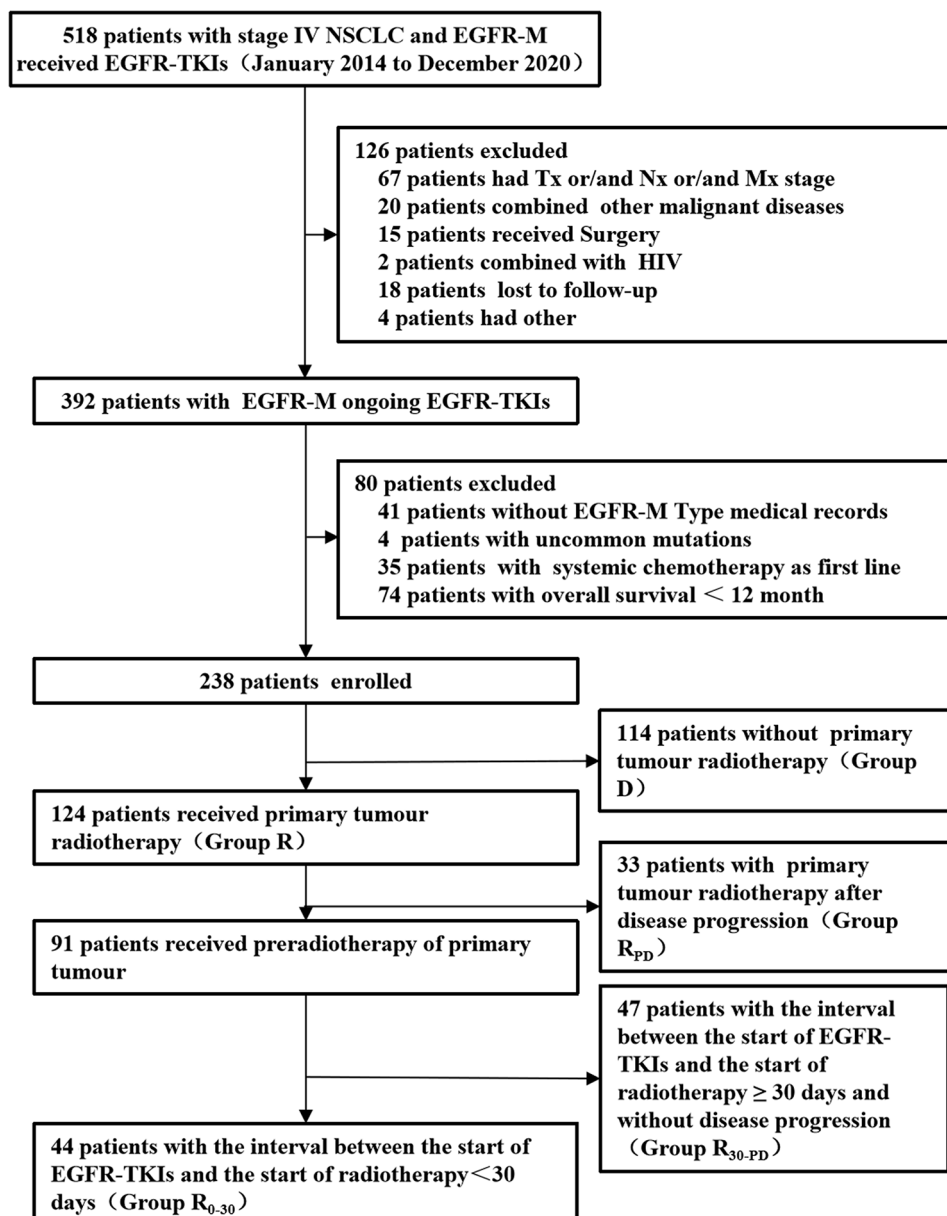 518 patients with stage IV NSCLC and EGFR-M
received EGFR-TKIs（January 2014 to December 2020）
126 patients excluded
67 patients had Tx or/and Nx or/and Mx stage
20 patients combined other malignant diseases
15 patients received Surgery
2 patients combined with HIV
18 patients lost to follow-up
4 patients had other
392 patients with EGFR-M ongoing EGFR-TKIs
80 patients excluded
41 patients without EGFR-M Type medical records
4 patients with uncommon mutations
35 patients with systemic chemotherapy as first line
74 patients with overall survival＜12 month
238 patients enrolled
114 patients without primary
tumour radiotherapy（Group
D）
124 patients received primary tumour
radiotherapy（Group R）
33 patients with primary
tumour radiotherapy after
disease progression（Group
R_PD）
91 patients received preradiotherapy of primary
tumour
47 patients with the interval
between the start of EGFR-
TKIs and the start of
radiotherapy ≥ 30 days and
without disease progression
（Group R_30-PD）
44 patients with the interval between the start of
EGFR-TKIs and the start of radiotherapy＜30
days（Group R_0-30）